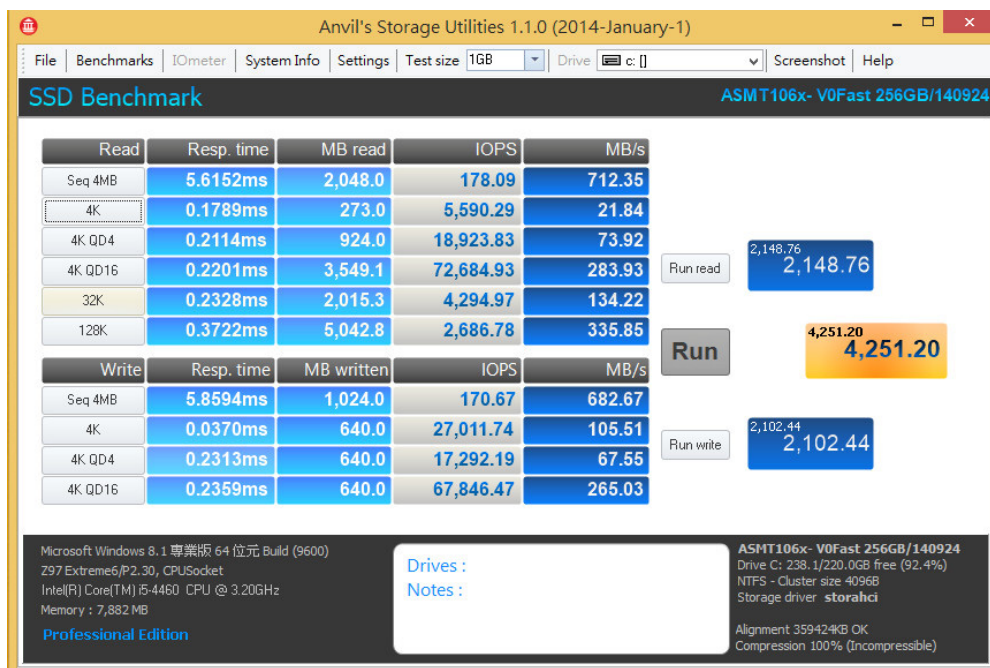 Anvil's Storage Utilities 1.1.0 (2014-January-1)
File Benchmarks IOmeter System Info Settings Test size 1GB Drive c: [] Screenshot Help
SSD Benchmark ASMT106x- V0Fast 256GB/140924
Read Resp. time MB read IOPS MB/s
Seq 4MB 5.6152ms 2,048.0 178.09 712.35
4K 0.1789ms 273.0 5,590.29 21.84
4K QD4 0.2114ms 924.0 18,923.83 73.92
4K QD16 0.2201ms 3,549.1 72,684.93 283.93
32K 0.2328ms 2,015.3 4,294.97 134.22
128K 0.3722ms 5,042.8 2,686.78 335.85
Run read
2,148.76
2,148.76
Run
4,251.20
4,251.20
Write Resp. time MB written IOPS MB/s
Seq 4MB 5.8594ms 1,024.0 170.67 682.67
4K 0.0370ms 640.0 27,011.74 105.51
4K QD4 0.2313ms 640.0 17,292.19 67.55
4K QD16 0.2359ms 640.0 67,846.47 265.03
Run write
2,102.44
2,102.44
Microsoft Windows 8.1 專業版 64 位元 Build (9600)
Z97 Extreme6/P2.30, CPUSocket
Intel(R) Core(TM) i5-4460 CPU @ 3.20GHz
Memory : 7,882 MB
Professional Edition
Drives :
Notes :
ASMT106x- V0Fast 256GB/140924
Drive C: 238.1/220.0GB free (92.4%)
NTFS - Cluster size 4096B
Storage driver storahci
Alignment 359424KB OK
Compression 100% (Incompressible)